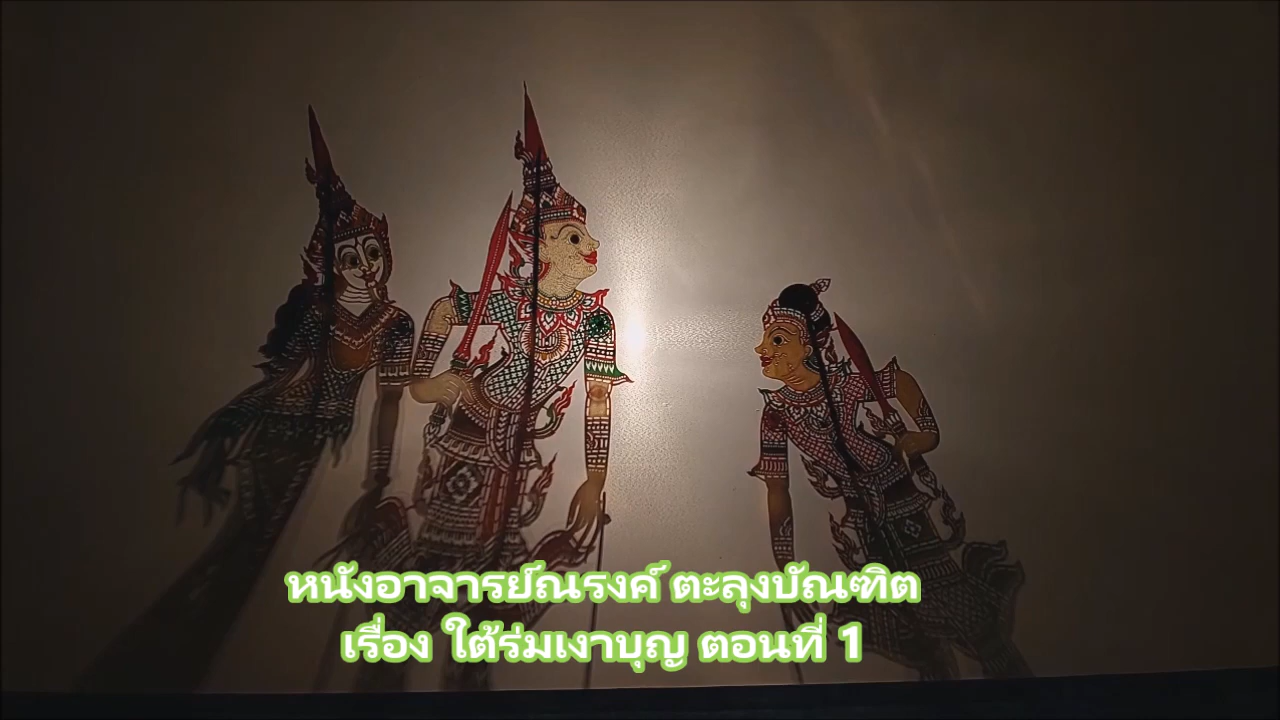 หนังอาจารย์ณรงค์ ตะลุงบัณฑิต
เรื่อง ใต้ร่มเงาบุญ ตอนที่ 1